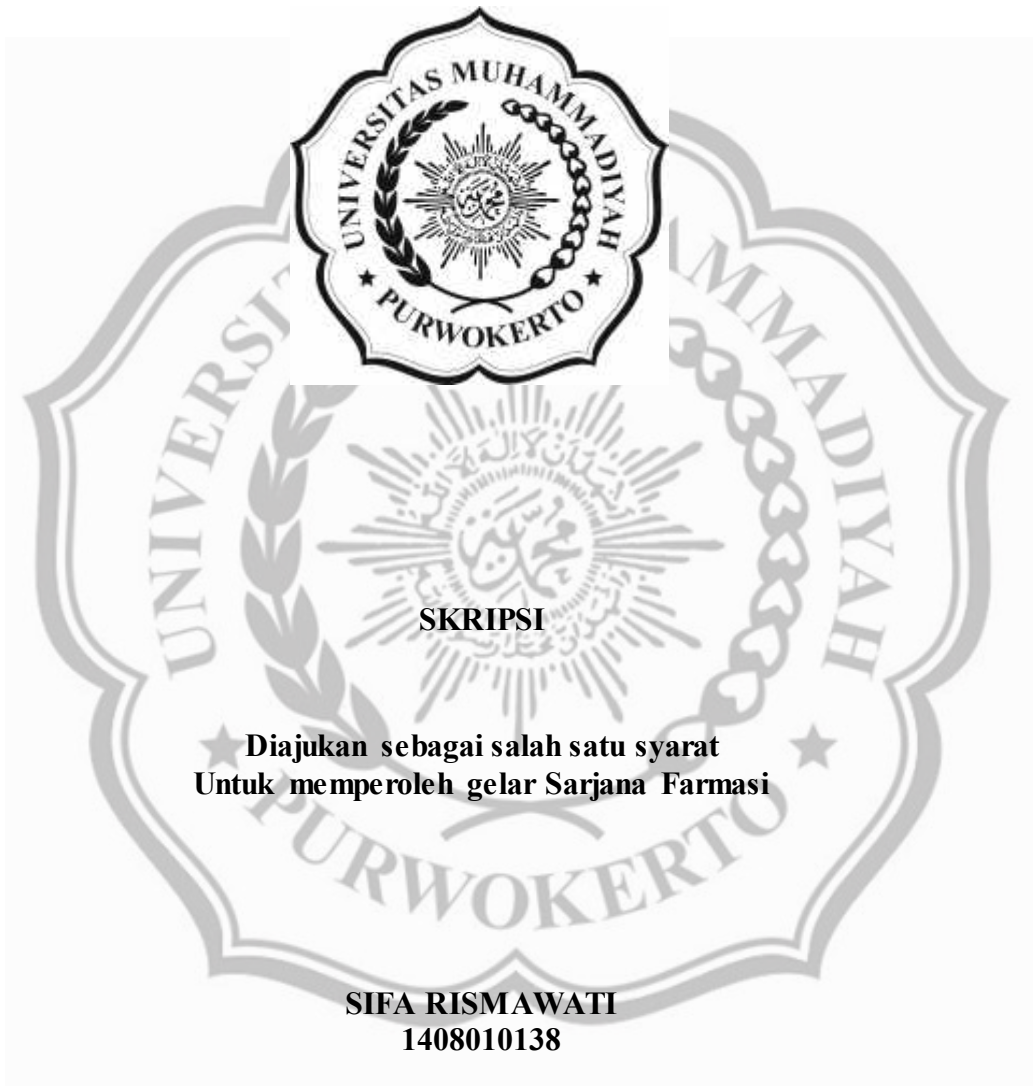 UNIVERSITAS MUHAMMADIYAH
PURWOKERTO
SKRIPSI
Diajukan sebagai salah satu syarat
Untuk memperoleh gelar Sarjana Farmasi
SIFA RISMAWATI
1408010138